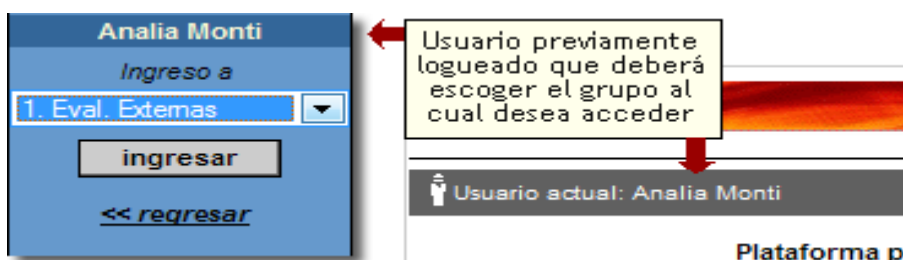 Analia Monti
Ingreso a
1. Eval. Externas
ingresar
<< regresar
Usuario previamente
logueado que deberá
escoger el grupo al
cual desea acceder
Usuario actual: Analia Monti
Plataforma p